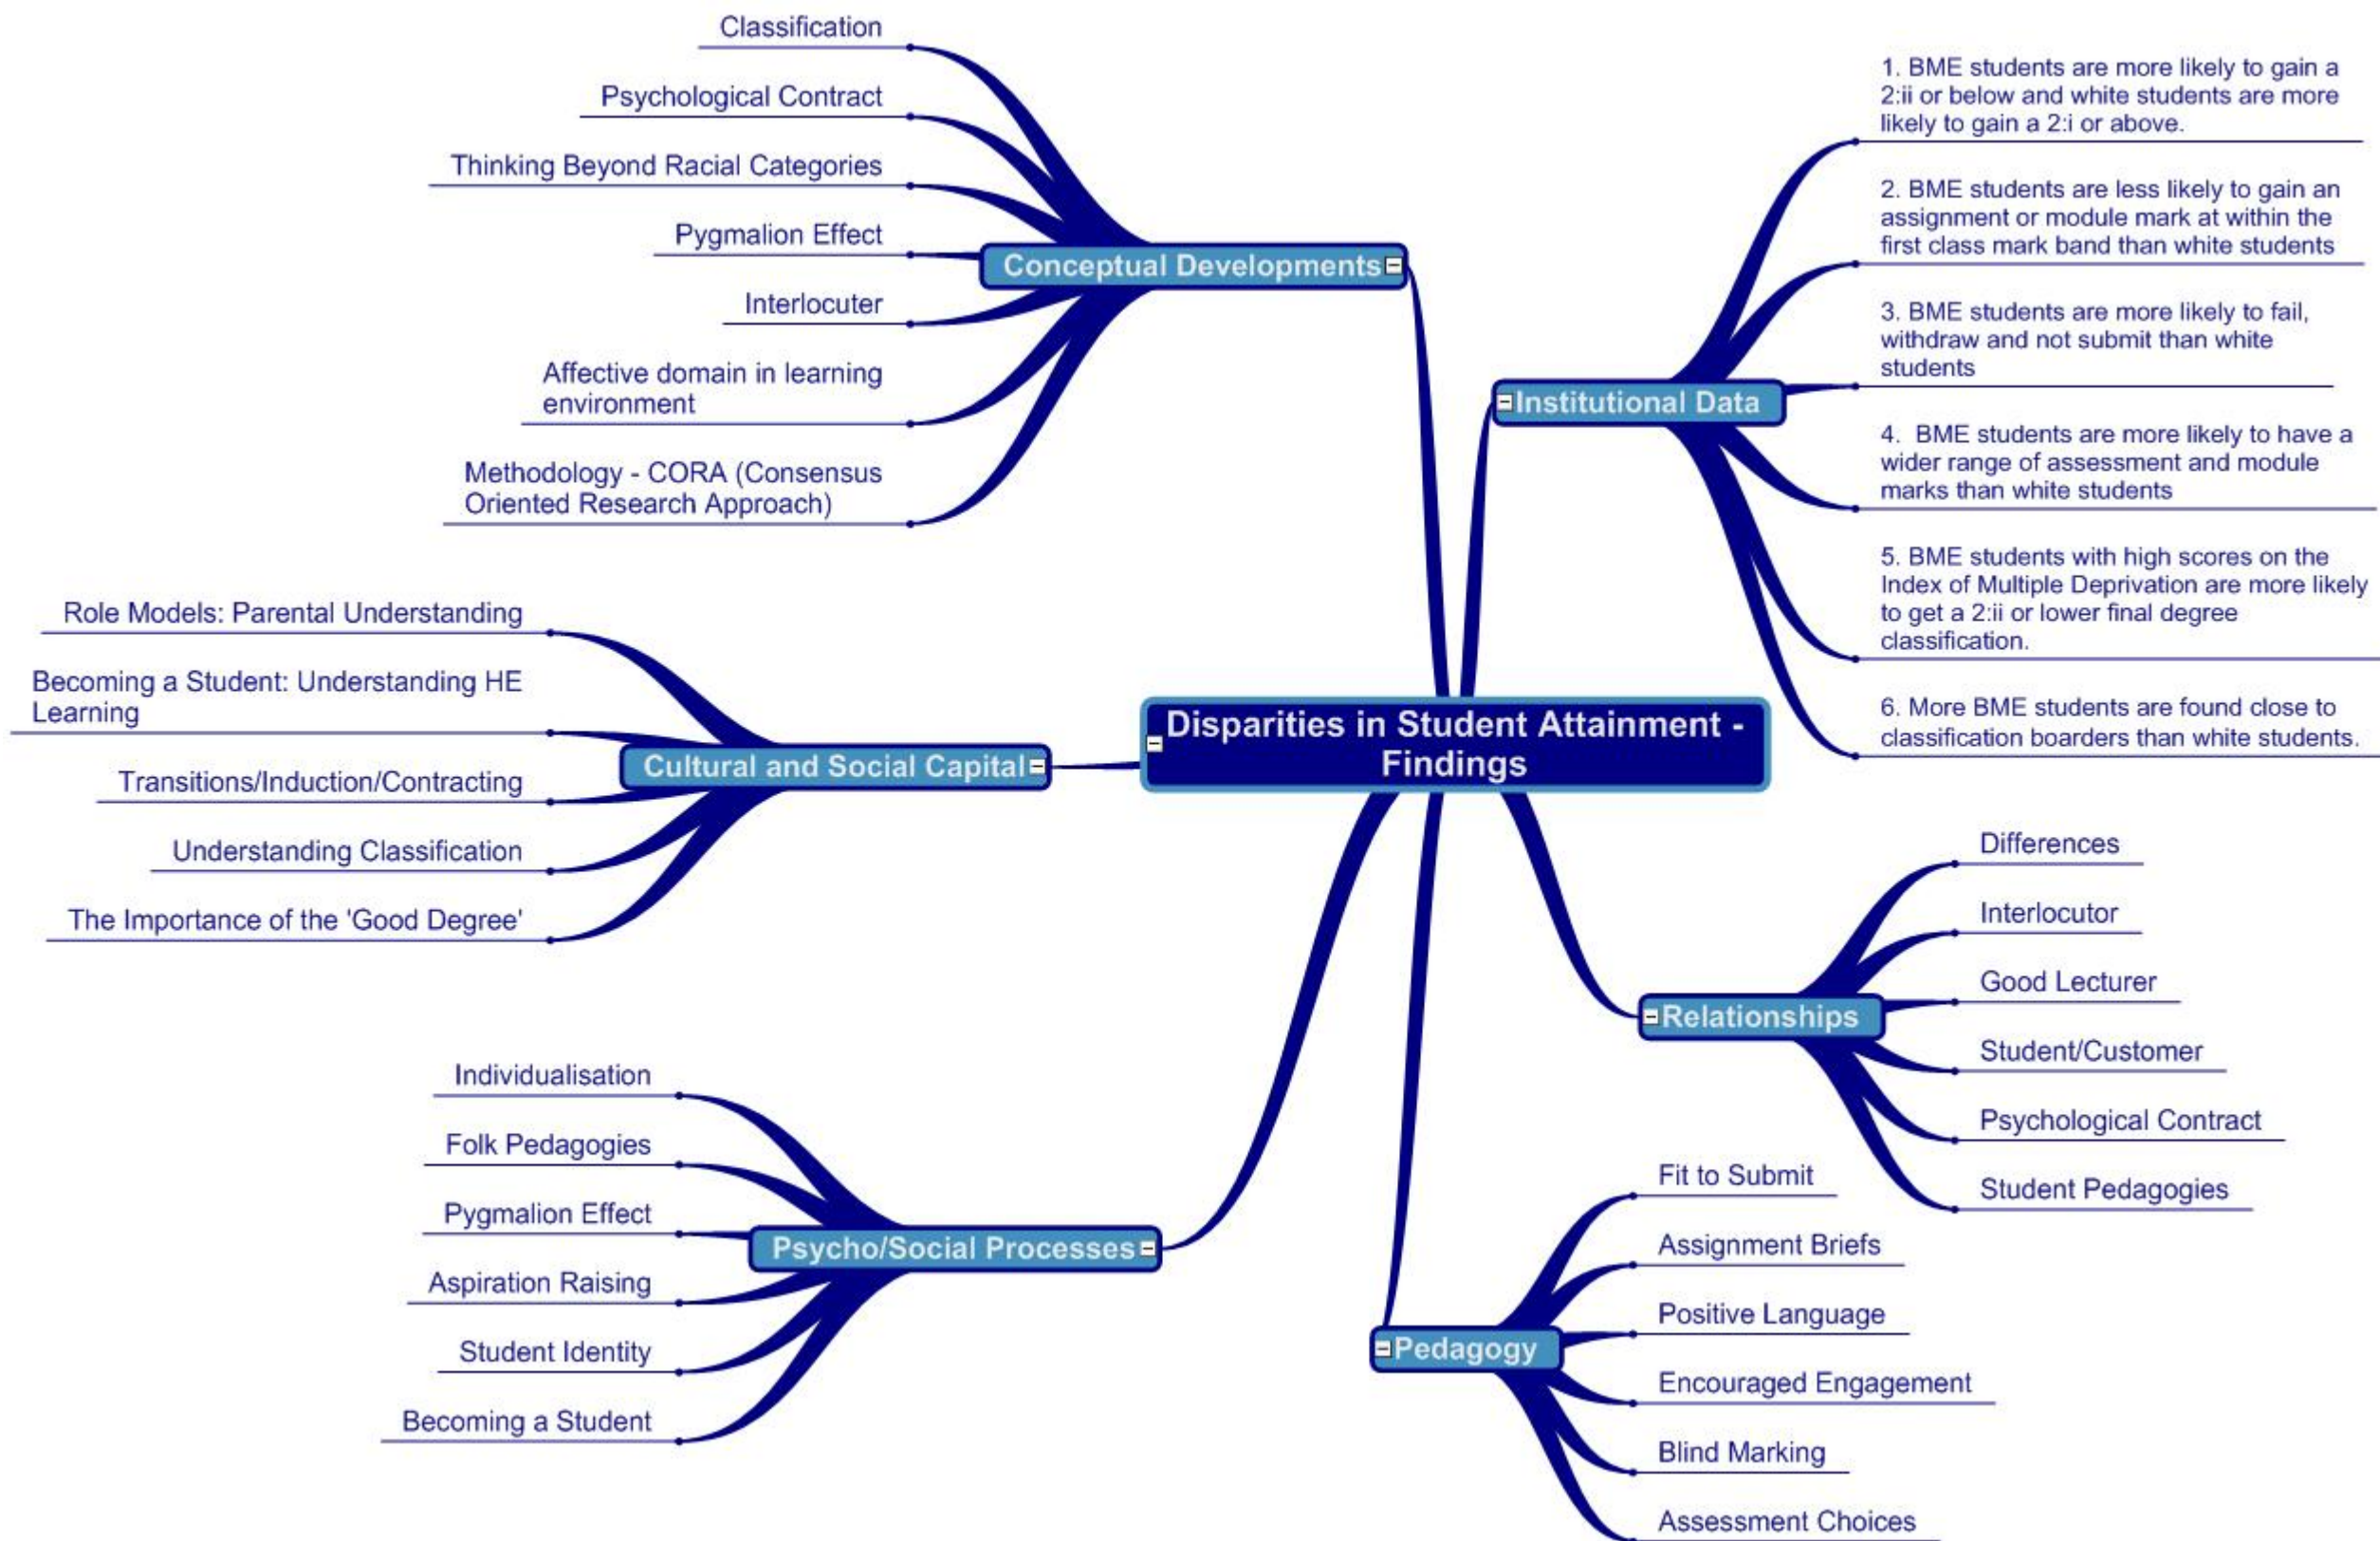 Disparities in Student Attainment -
Findings
Conceptual Developments
Classification
Psychological Contract
Thinking Beyond Racial Categories
Pygmalion Effect
Interlocuter
Affective domain in learning
environment
Methodology - CORA (Consensus
Oriented Research Approach)
Institutional Data
1. BME students are more likely to gain a
2:ii or below and white students are more
likely to gain a 2:i or above.
2. BME students are less likely to gain an
assignment or module mark at within the
first class mark band than white students
3. BME students are more likely to fail,
withdraw and not submit than white
students
4.  BME students are more likely to have a
wider range of assessment and module
marks than white students
5. BME students with high scores on the
Index of Multiple Deprivation are more likely
to get a 2:ii or lower final degree
classification.
6. More BME students are found close to
classification boarders than white students.
Cultural and Social Capital
Role Models: Parental Understanding
Becoming a Student: Understanding HE
Learning
Transitions/Induction/Contracting
Understanding Classification
The Importance of the 'Good Degree'
Relationships
Differences
Interlocutor
Good Lecturer
Student/Customer
Psychological Contract
Student Pedagogies
Psycho/Social Processes
Individualisation
Folk Pedagogies
Pygmalion Effect
Aspiration Raising
Student Identity
Becoming a Student
Pedagogy
Fit to Submit
Assignment Briefs
Positive Language
Encouraged Engagement
Blind Marking
Assessment Choices